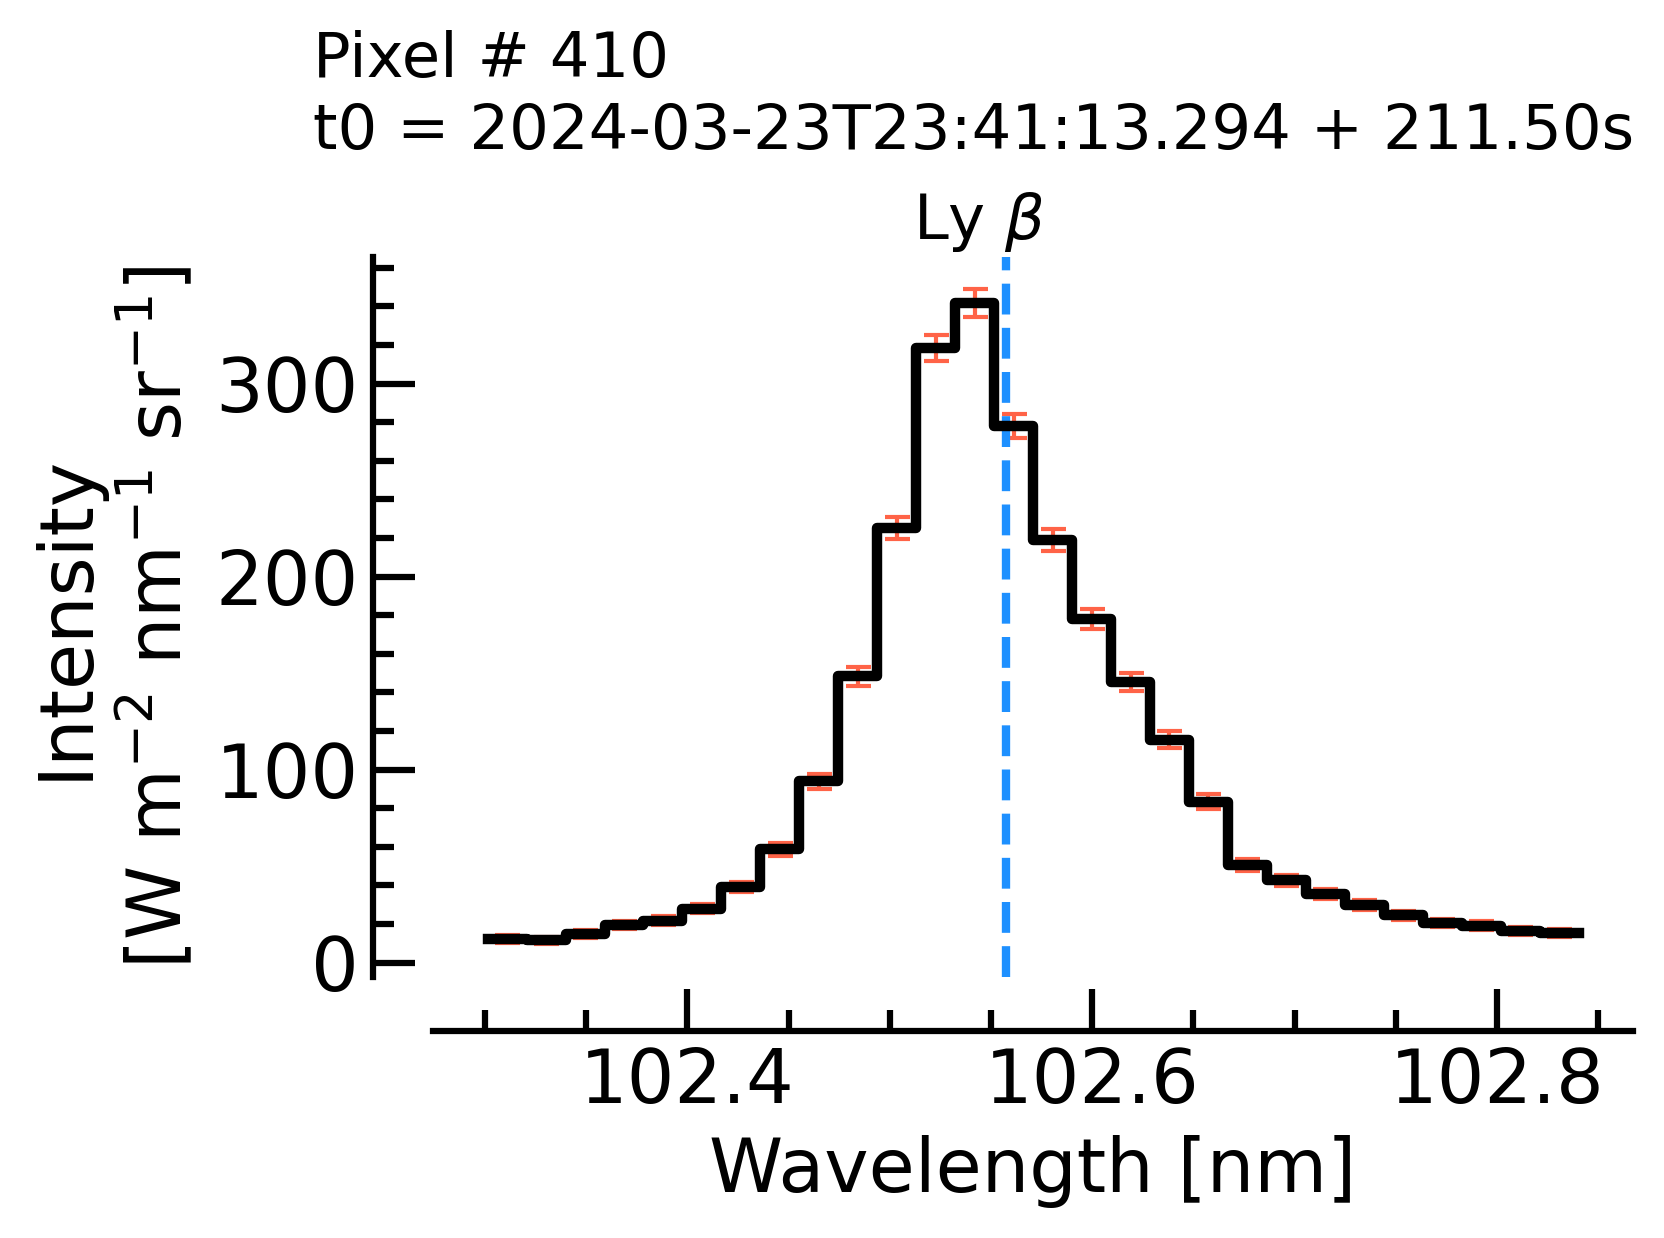 Pixel # 410
t0 = 2024-03-23T23:41:13.294 + 211.50s
Ly β
Intensity
[W m⁻² nm⁻¹ sr⁻¹]
300
200
100
0
102.4 102.6 102.8
Wavelength [nm]